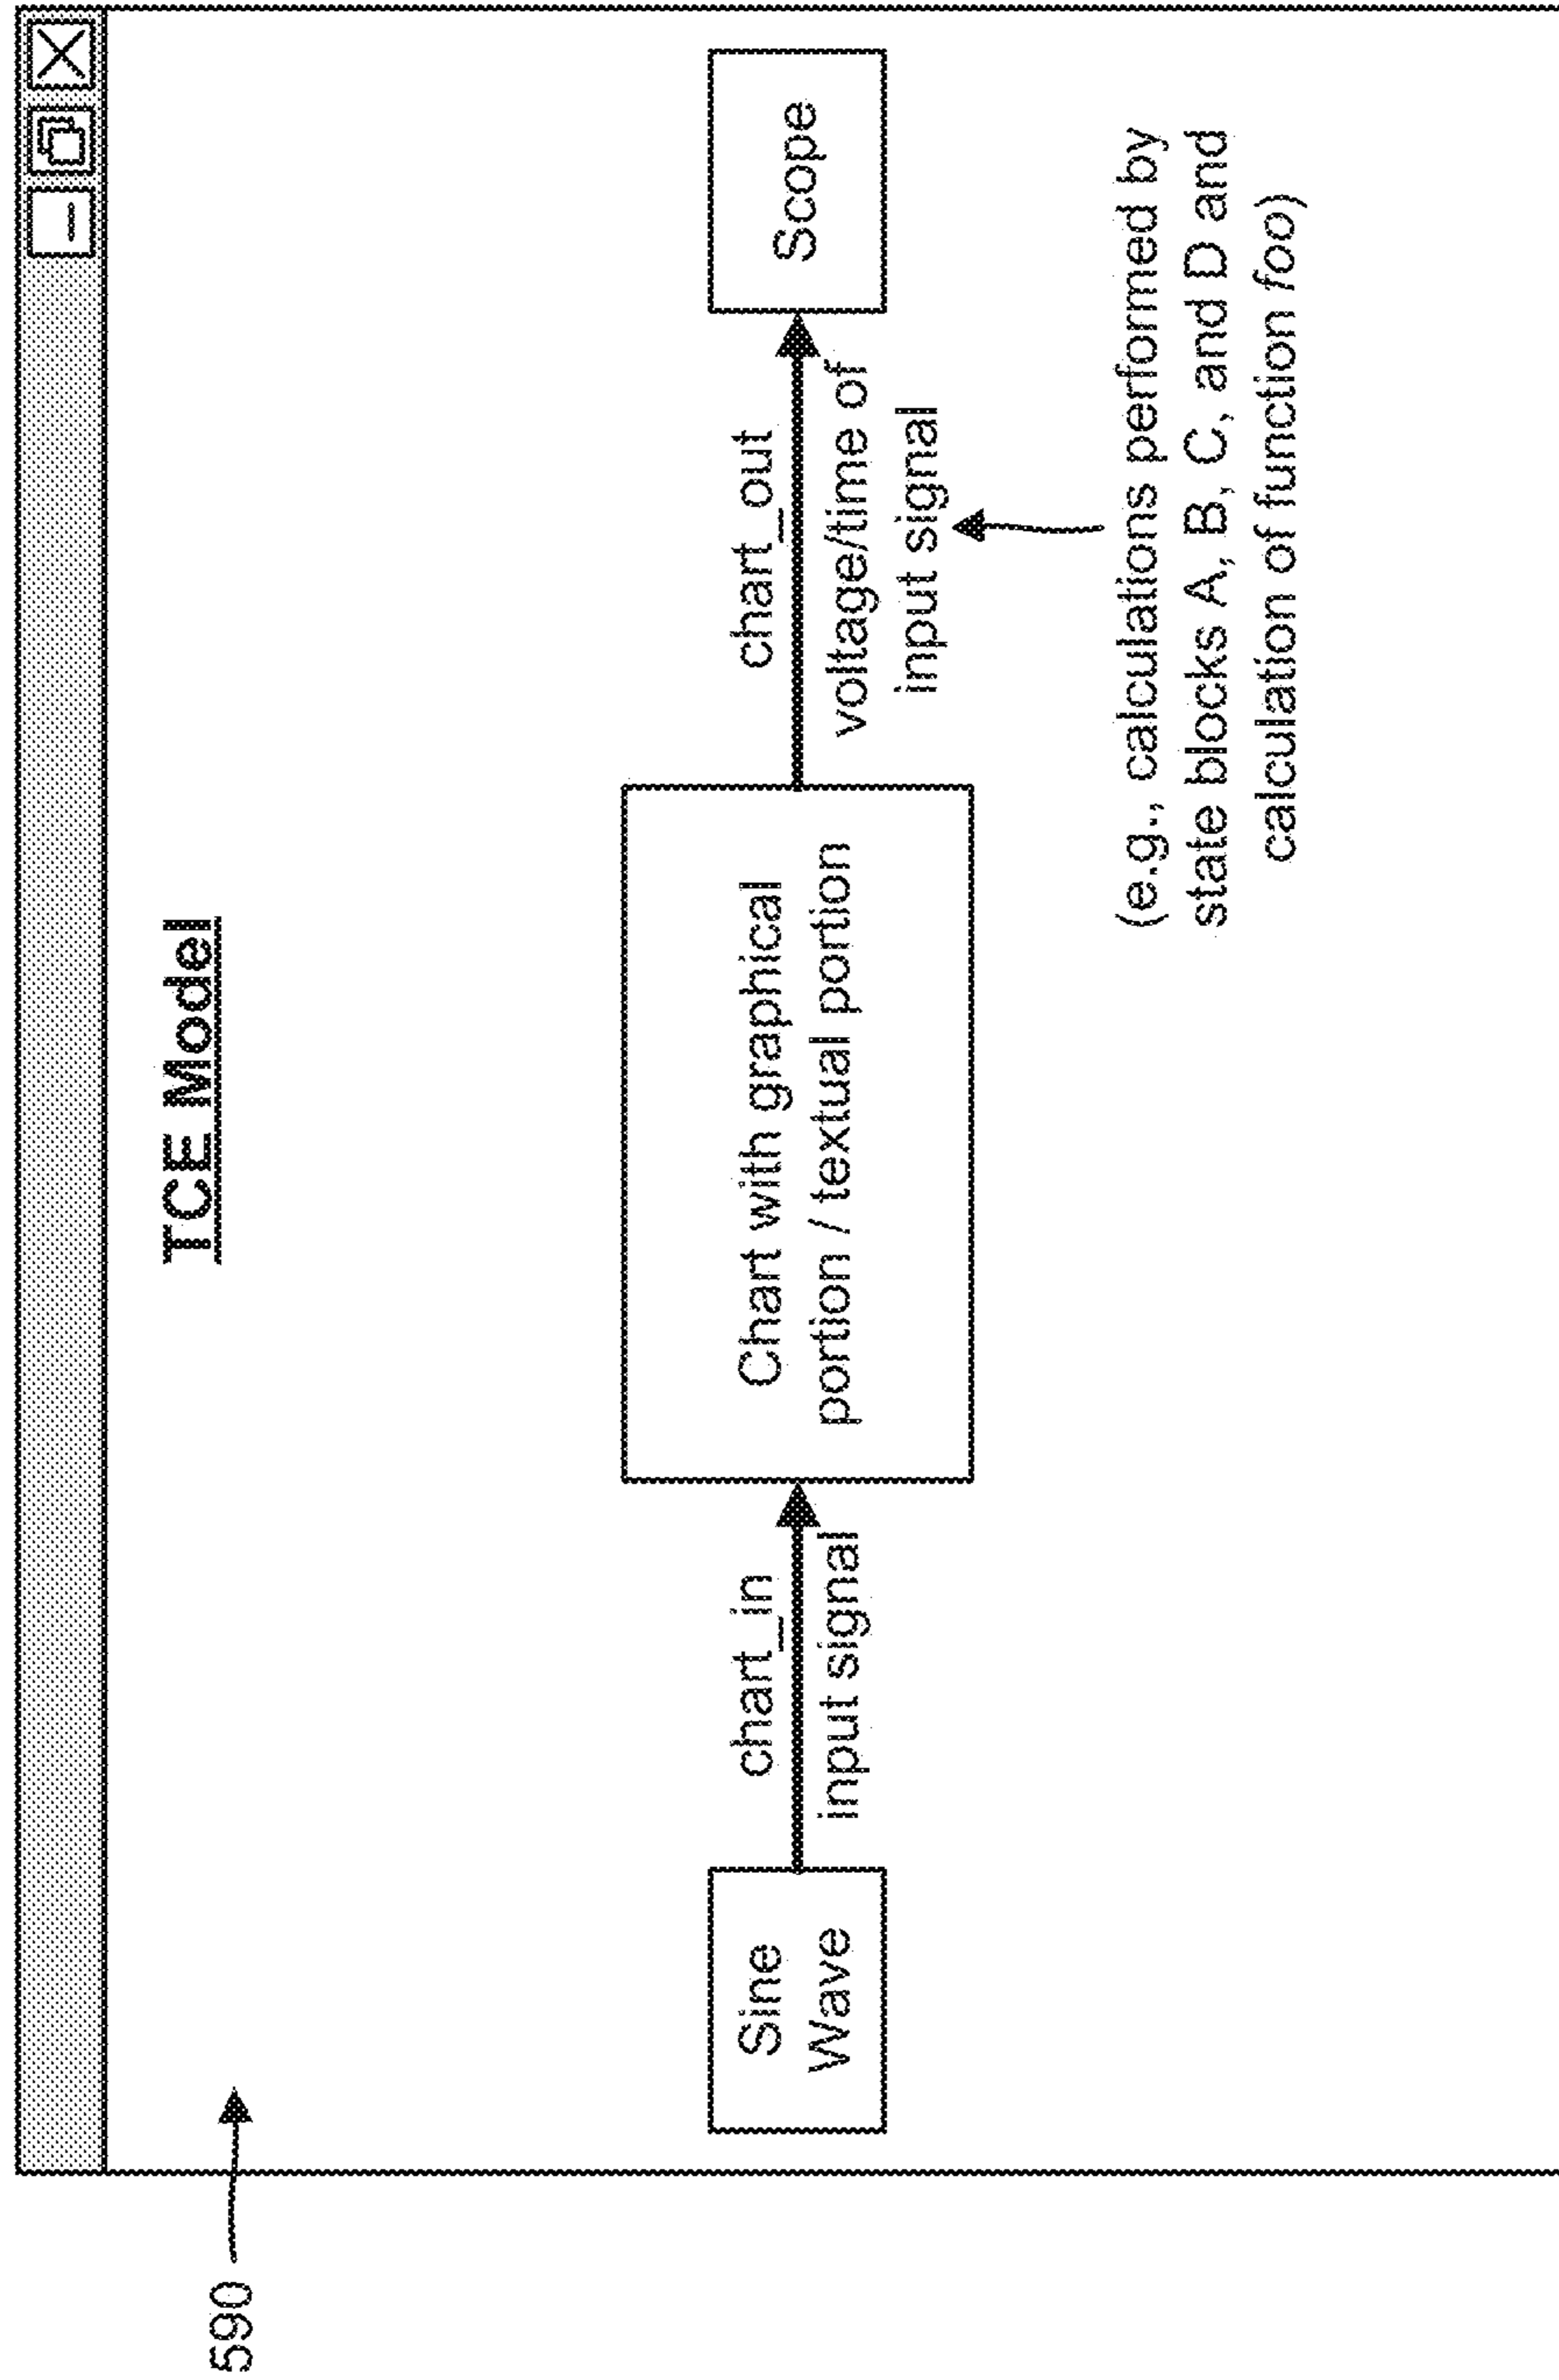 590
TCE Model
Sine
Wave
chart_in
input signal
Chart with graphical
portion / textual portion
chart_out
voltage/time of
input signal
Scope
(e.g., calculations performed by
state blocks A, B, C, and D and
calculation of function foo)